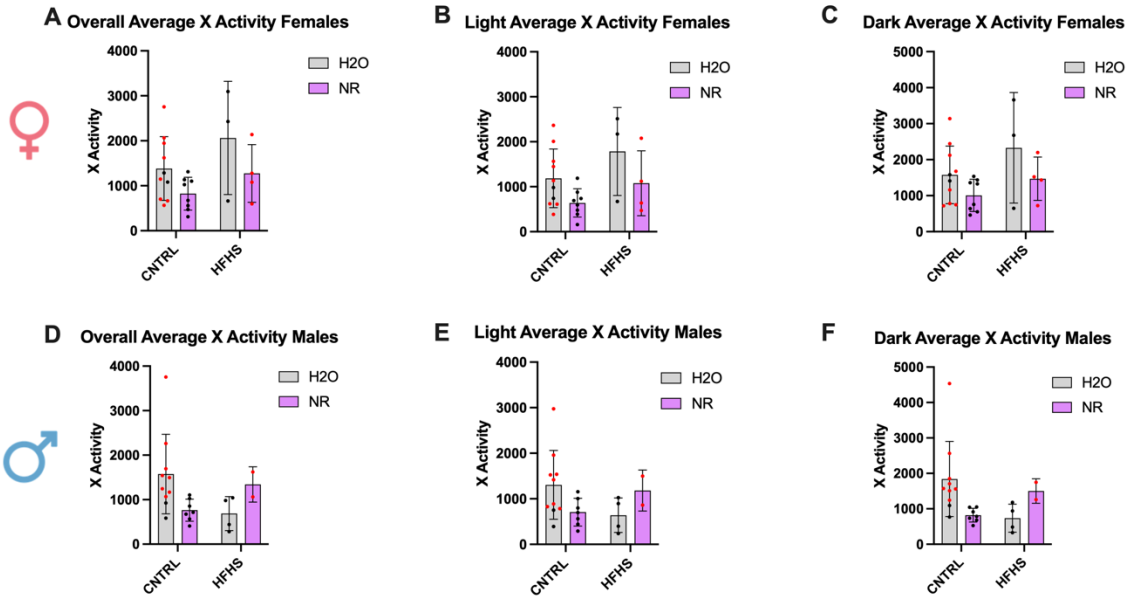 A Overall Average X Activity Females
4000
3000
2000
1000
0
X Activity
CNTRL
HFHS
H2O
NR
B Light Average X Activity Females
4000
3000
2000
1000
0
X Activity
CNTRL
HFHS
H2O
NR
C Dark Average X Activity Females
5000
4000
3000
2000
1000
0
X Activity
CNTRL
HFHS
H2O
NR
D Overall Average X Activity Males
4000
3000
2000
1000
0
X Activity
CNTRL
HFHS
H2O
NR
E Light Average X Activity Males
4000
3000
2000
1000
0
X Activity
CNTRL
HFHS
H2O
NR
F Dark Average X Activity Males
5000
4000
3000
2000
1000
0
X Activity
CNTRL
HFHS
H2O
NR